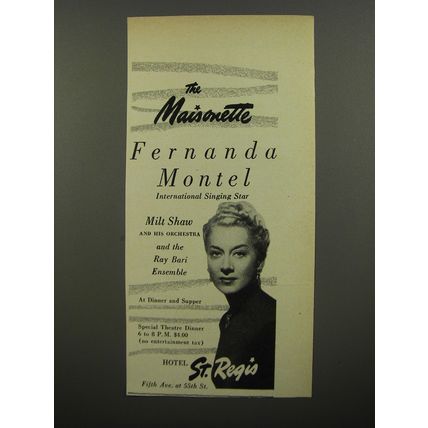 The
Maisonette
Fernanda
Montel
International Singing Star
Milt Shaw
AND HIS ORCHESTRA
and the
Ray Bari
Ensemble
At Dinner and Supper
Special Theatre Dinner
6 to 8 P.M. $4.00
(no entertainment tax)
HOTEL St. Regis
Fifth Ave. at 55th St.